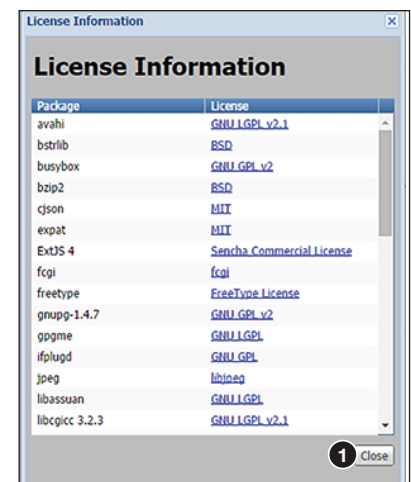 License Information
License Information
Package License
avahi GNU LGPL v2.1
bstrlib BSD
busybox GNU GPL v2
bzip2 BSD
cjson MIT
expat MIT
ExtJS 4 Sencha Commercial License
fcgi fcgi
freetype FreeType License
gnupg-1.4.7 GNU GPL v2
gpgme GNU LGPL
ifplugd GNU GPL
jpeg libjpeg
libassuan GNU LGPL
libcgicc 3.2.3 GNU LGPL v2.1
1 Close